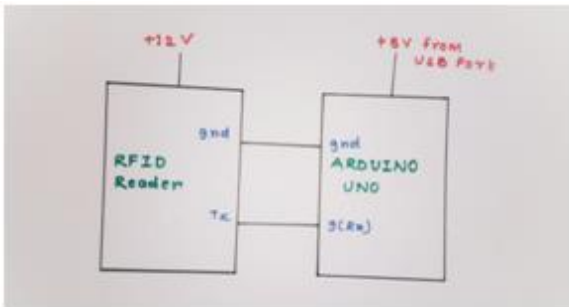 +12 V
+5V from
USB Port
gnd
gnd
RFID
Reader
ARDUINO
UNO
Tx
9(Rx)